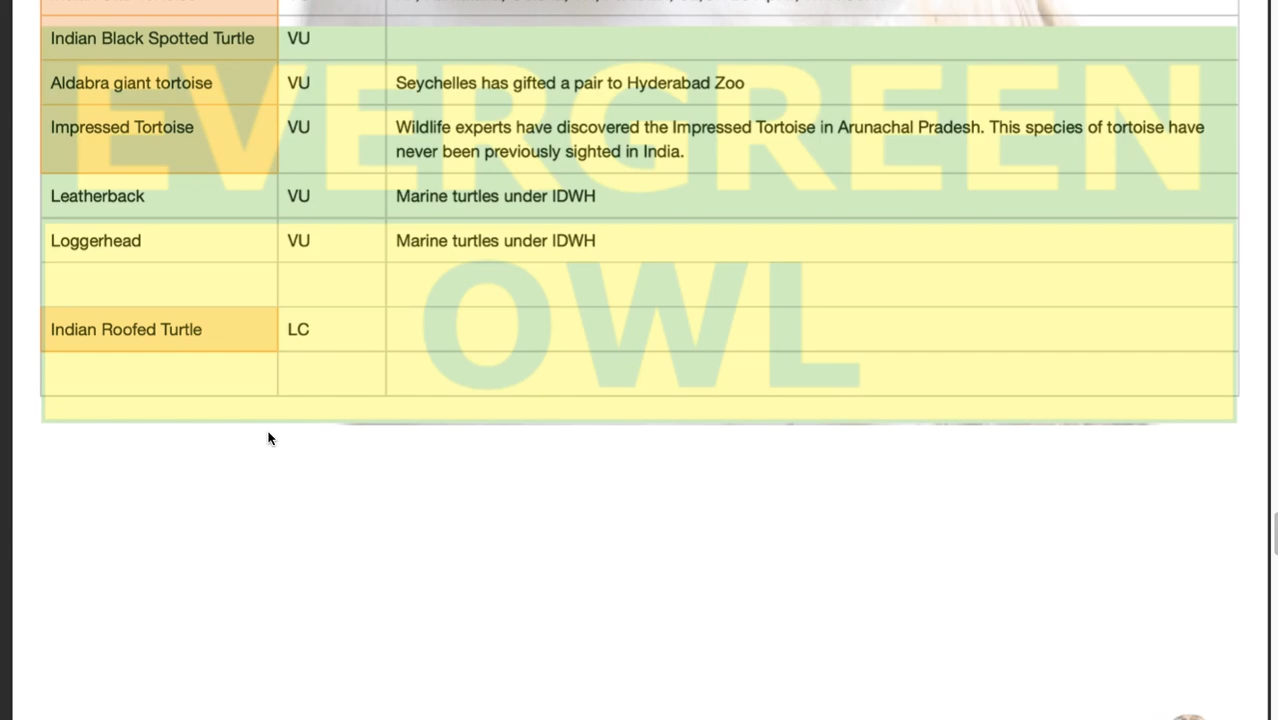 Indian Black Spotted Turtle VU
Aldabra giant tortoise VU Seychelles has gifted a pair to Hyderabad Zoo
Impressed Tortoise VU Wildlife experts have discovered the Impressed Tortoise in Arunachal Pradesh. This species of tortoise have
never been previously sighted in India.
Leatherback VU Marine turtles under IDWH
Loggerhead VU Marine turtles under IDWH
Indian Roofed Turtle LC
EVERGREEN
OWL